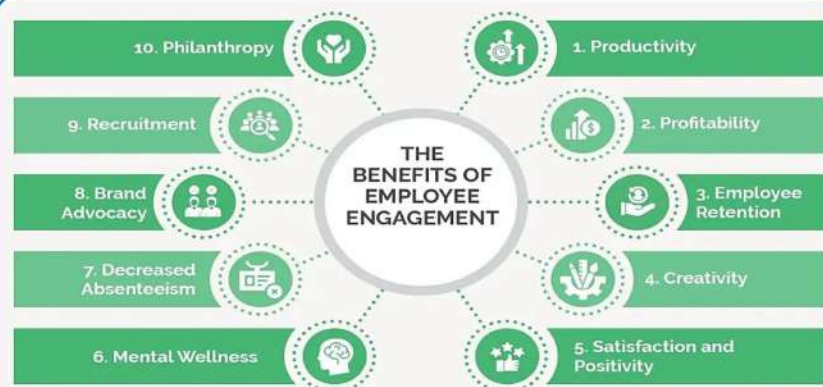 THE
BENEFITS OF
EMPLOYEE
ENGAGEMENT
1. Productivity
2. Profitability
3. Employee
Retention
4. Creativity
5. Satisfaction and
Positivity
6. Mental Wellness
7. Decreased
Absenteeism
8. Brand
Advocacy
9. Recruitment
10. Philanthropy